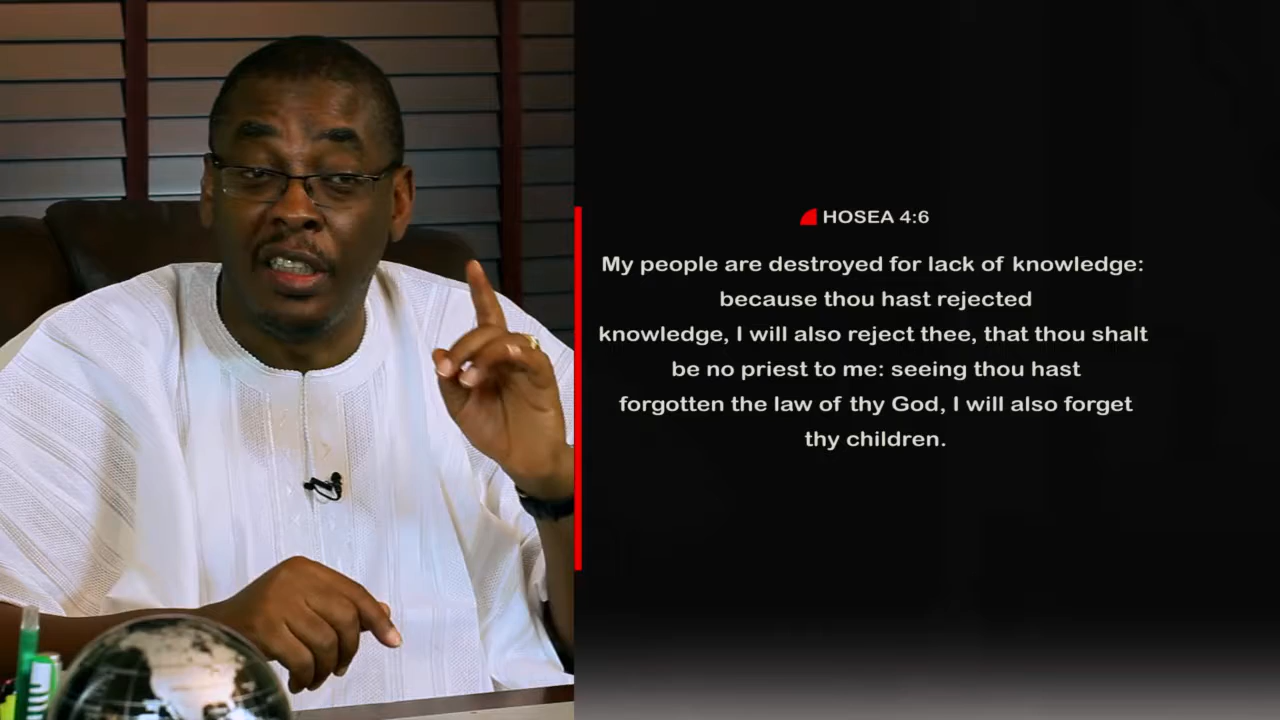 HOSEA 4:6
My people are destroyed for lack of knowledge:
because thou hast rejected
knowledge, I will also reject thee, that thou shalt
be no priest to me: seeing thou hast
forgotten the law of thy God, I will also forget
thy children.